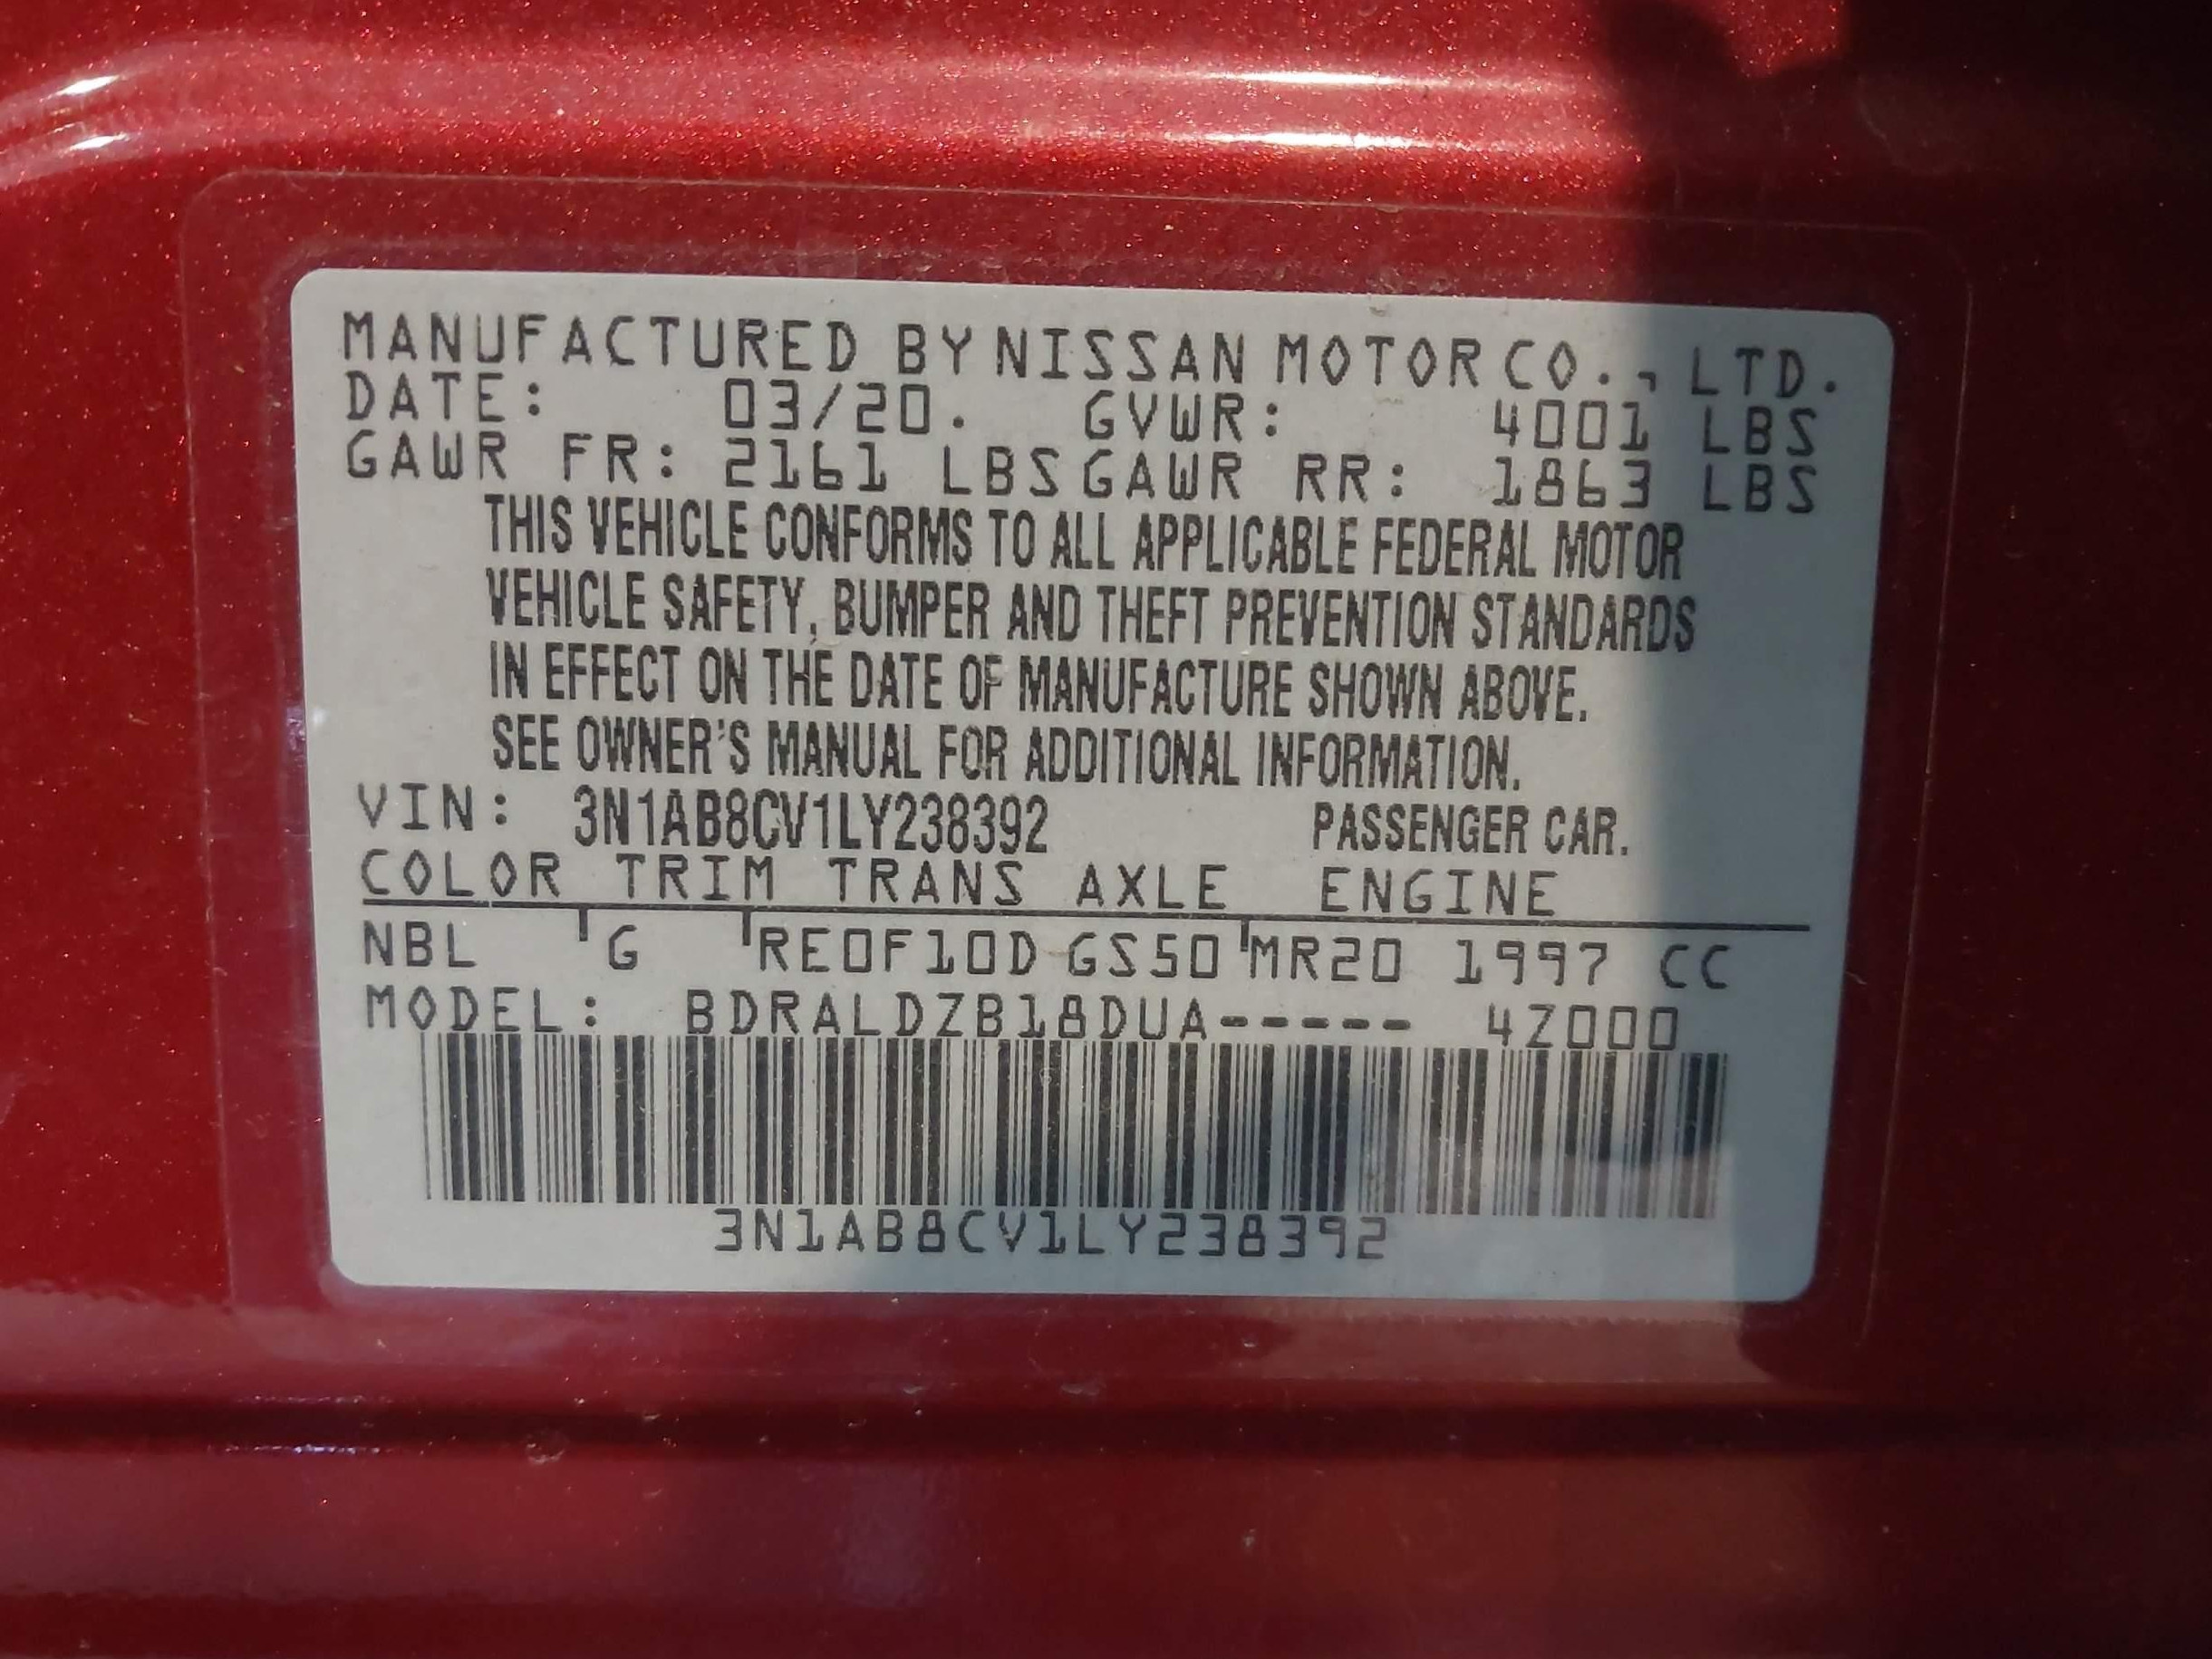 MANUFACTURED BY NISSAN MOTOR CO., LTD.
DATE: 03/20. GVWR: 4001 LBS
GAWR FR: 2161 LBS GAWR RR: 1863 LBS
THIS VEHICLE CONFORMS TO ALL APPLICABLE FEDERAL MOTOR
VEHICLE SAFETY, BUMPER AND THEFT PREVENTION STANDARDS
IN EFFECT ON THE DATE OF MANUFACTURE SHOWN ABOVE.
SEE OWNER'S MANUAL FOR ADDITIONAL INFORMATION.
VIN: 3N1AB8CV1LY238392 PASSENGER CAR.
COLOR TRIM TRANS AXLE ENGINE
NBL G RE0F10D GS50 MR20 1997 CC
MODEL: BDRALDZB18DUA----- 4Z000
3N1AB8CV1LY238392